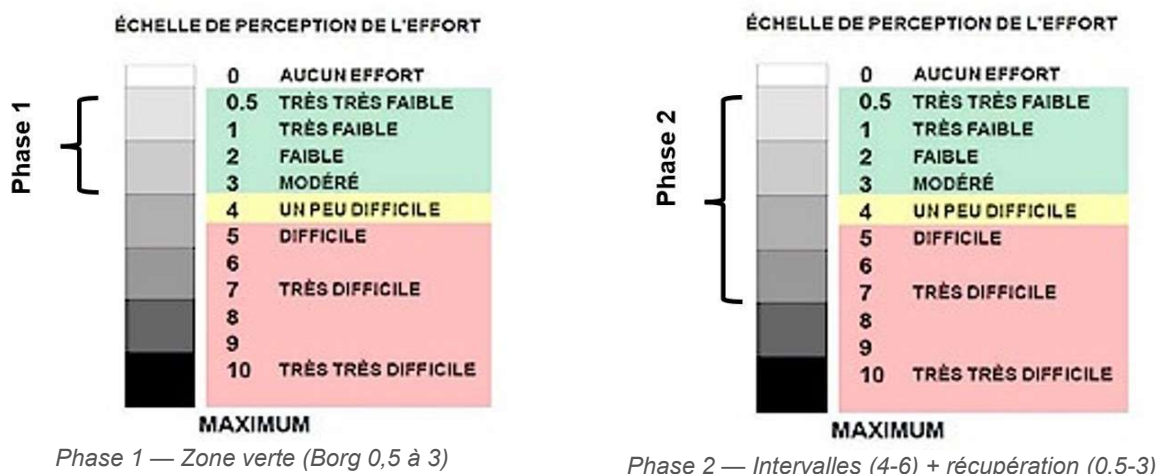 ÉCHELLE DE PERCEPTION DE L'EFFORT
Phase 1
0 AUCUN EFFORT
0.5 TRÈS TRÈS FAIBLE
1 TRÈS FAIBLE
2 FAIBLE
3 MODÉRÉ
4 UN PEU DIFFICILE
5 DIFFICILE
6
7 TRÈS DIFFICILE
8
9
10 TRÈS TRÈS DIFFICILE
MAXIMUM
Phase 1 — Zone verte (Borg 0,5 à 3)
ÉCHELLE DE PERCEPTION DE L'EFFORT
Phase 2
0 AUCUN EFFORT
0.5 TRÈS TRÈS FAIBLE
1 TRÈS FAIBLE
2 FAIBLE
3 MODÉRÉ
4 UN PEU DIFFICILE
5 DIFFICILE
6
7 TRÈS DIFFICILE
8
9
10 TRÈS TRÈS DIFFICILE
MAXIMUM
Phase 2 — Intervalles (4-6) + récupération (0,5-3)